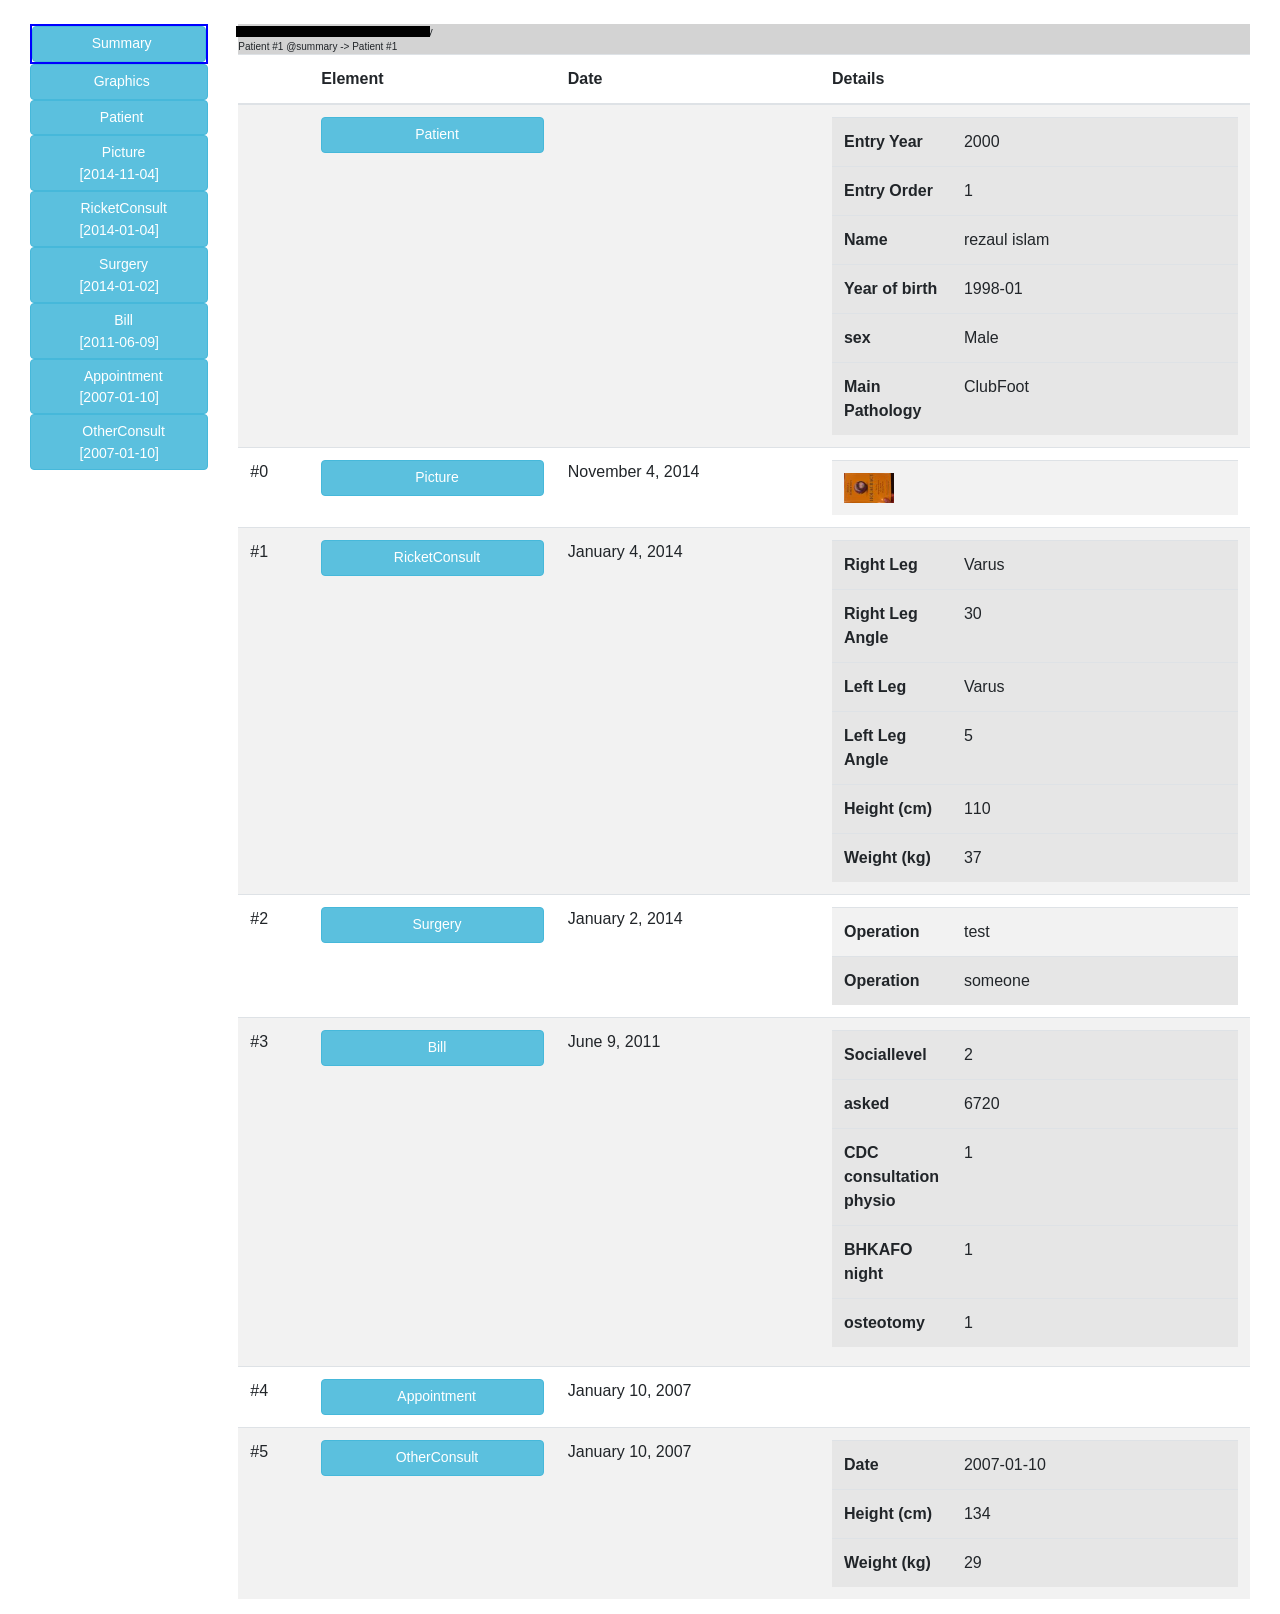 Summary
Graphics
Patient
Picture
[2014-11-04]
RicketConsult
[2014-01-04]
Surgery
[2014-01-02]
Bill
[2011-06-09]
Appointment
[2007-01-10]
OtherConsult
[2007-01-10]
Patient #1 @summary -> Patient #1
Element Date Details
Patient
Entry Year 2000
Entry Order 1
Name rezaul islam
Year of birth 1998-01
sex Male
Main ClubFoot
Pathology
#0 Picture November 4, 2014
#1 RicketConsult January 4, 2014
Right Leg Varus
Right Leg 30
Angle
Left Leg Varus
Left Leg 5
Angle
Height (cm) 110
Weight (kg) 37
#2 Surgery January 2, 2014
Operation test
Operation someone
#3 Bill June 9, 2011
Sociallevel 2
asked 6720
CDC 1
consultation
physio
BHKAFO 1
night
osteotomy 1
#4 Appointment January 10, 2007
#5 OtherConsult January 10, 2007
Date 2007-01-10
Height (cm) 134
Weight (kg) 29